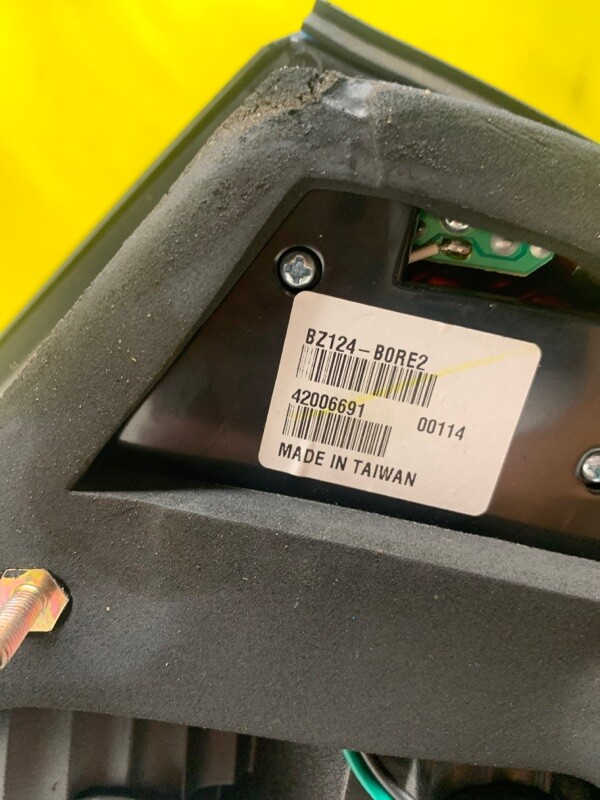 BZ124-B0RE2
42006691 00114
MADE IN TAIWAN